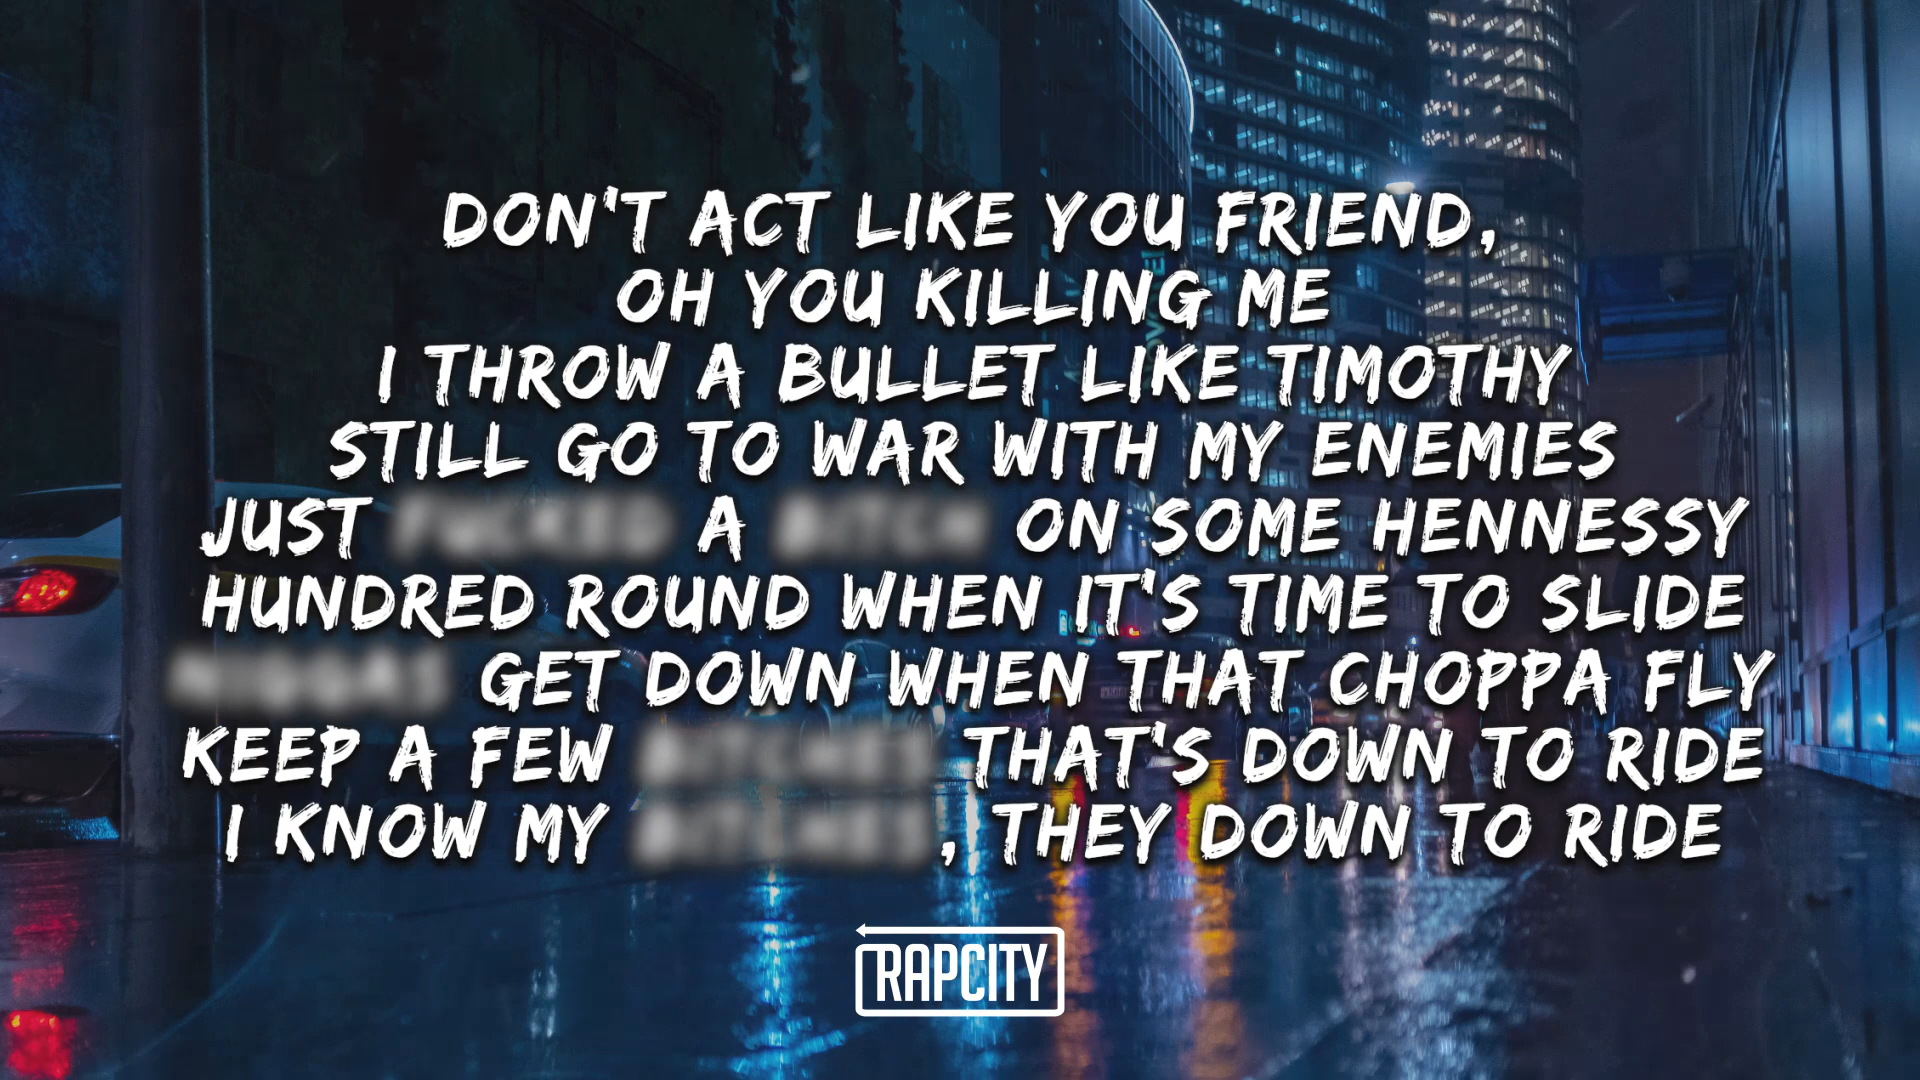 DON'T ACT LIKE YOU FRIEND,
OH YOU KILLING ME
I THROW A BULLET LIKE TIMOTHY
STILL GO TO WAR WITH MY ENEMIES
JUST A ON SOME HENNESSY
HUNDRED ROUND WHEN IT'S TIME TO SLIDE
GET DOWN WHEN THAT CHOPPA FLY
KEEP A FEW THAT'S DOWN TO RIDE
I KNOW MY , THEY DOWN TO RIDE
RAPCITY